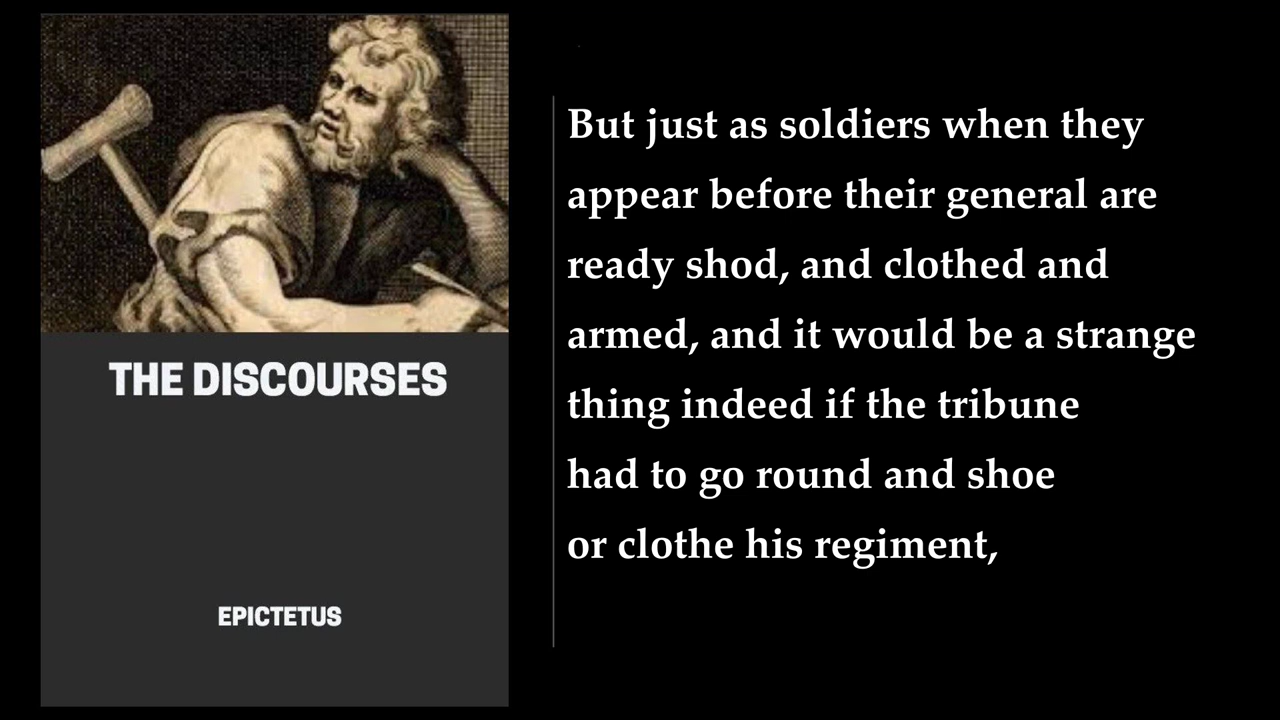 THE DISCOURSES
EPICTETUS
But just as soldiers when they
appear before their general are
ready shod, and clothed and
armed, and it would be a strange
thing indeed if the tribune
had to go round and shoe
or clothe his regiment,